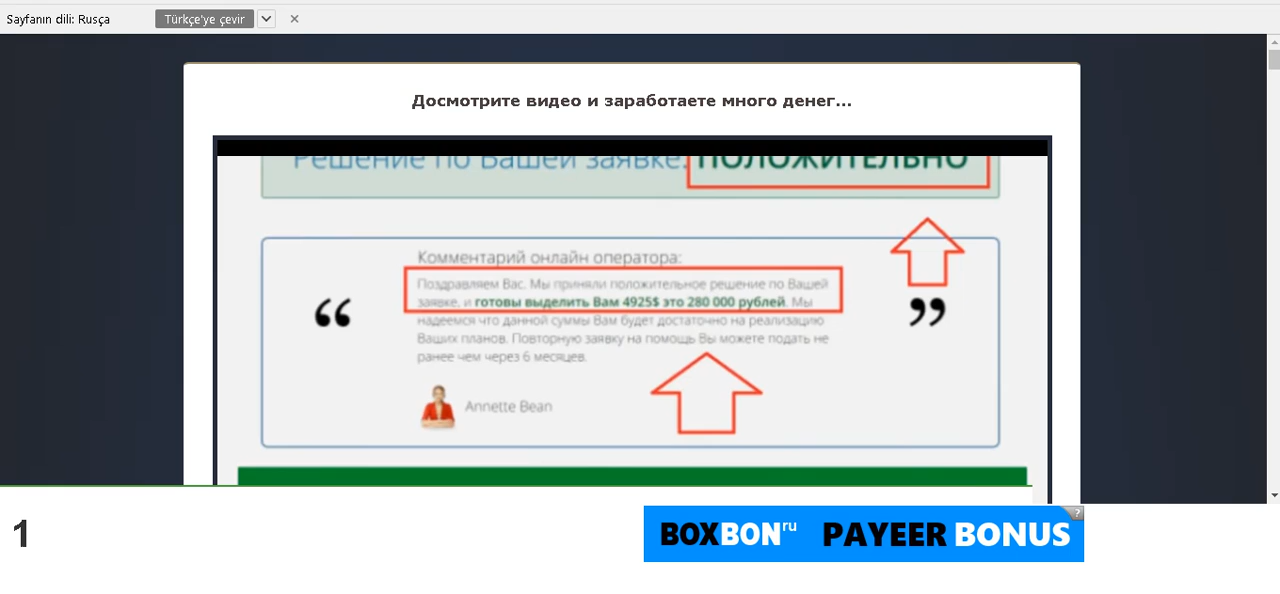 Sayfanın dili: Rusça
Türkçe'ye çevir
Досмотрите видео и заработаете много денег...
Решение по Вашей заявке: ПОЛОЖИТЕЛЬНО
Комментарий онлайн оператора:
Поздравляем Вас. Мы приняли положительное решение по Вашей
заявке, и готовы выделить Вам 4925$ это 280 000 рублей. Мы
надеемся что данной суммы Вам будет достаточно на реализацию
Ваших планов. Повторную заявку на помощь Вы можете подать не
ранее чем через 6 месяцев.
Annette Bean
1
BOXBON ru PAYEER BONUS
?